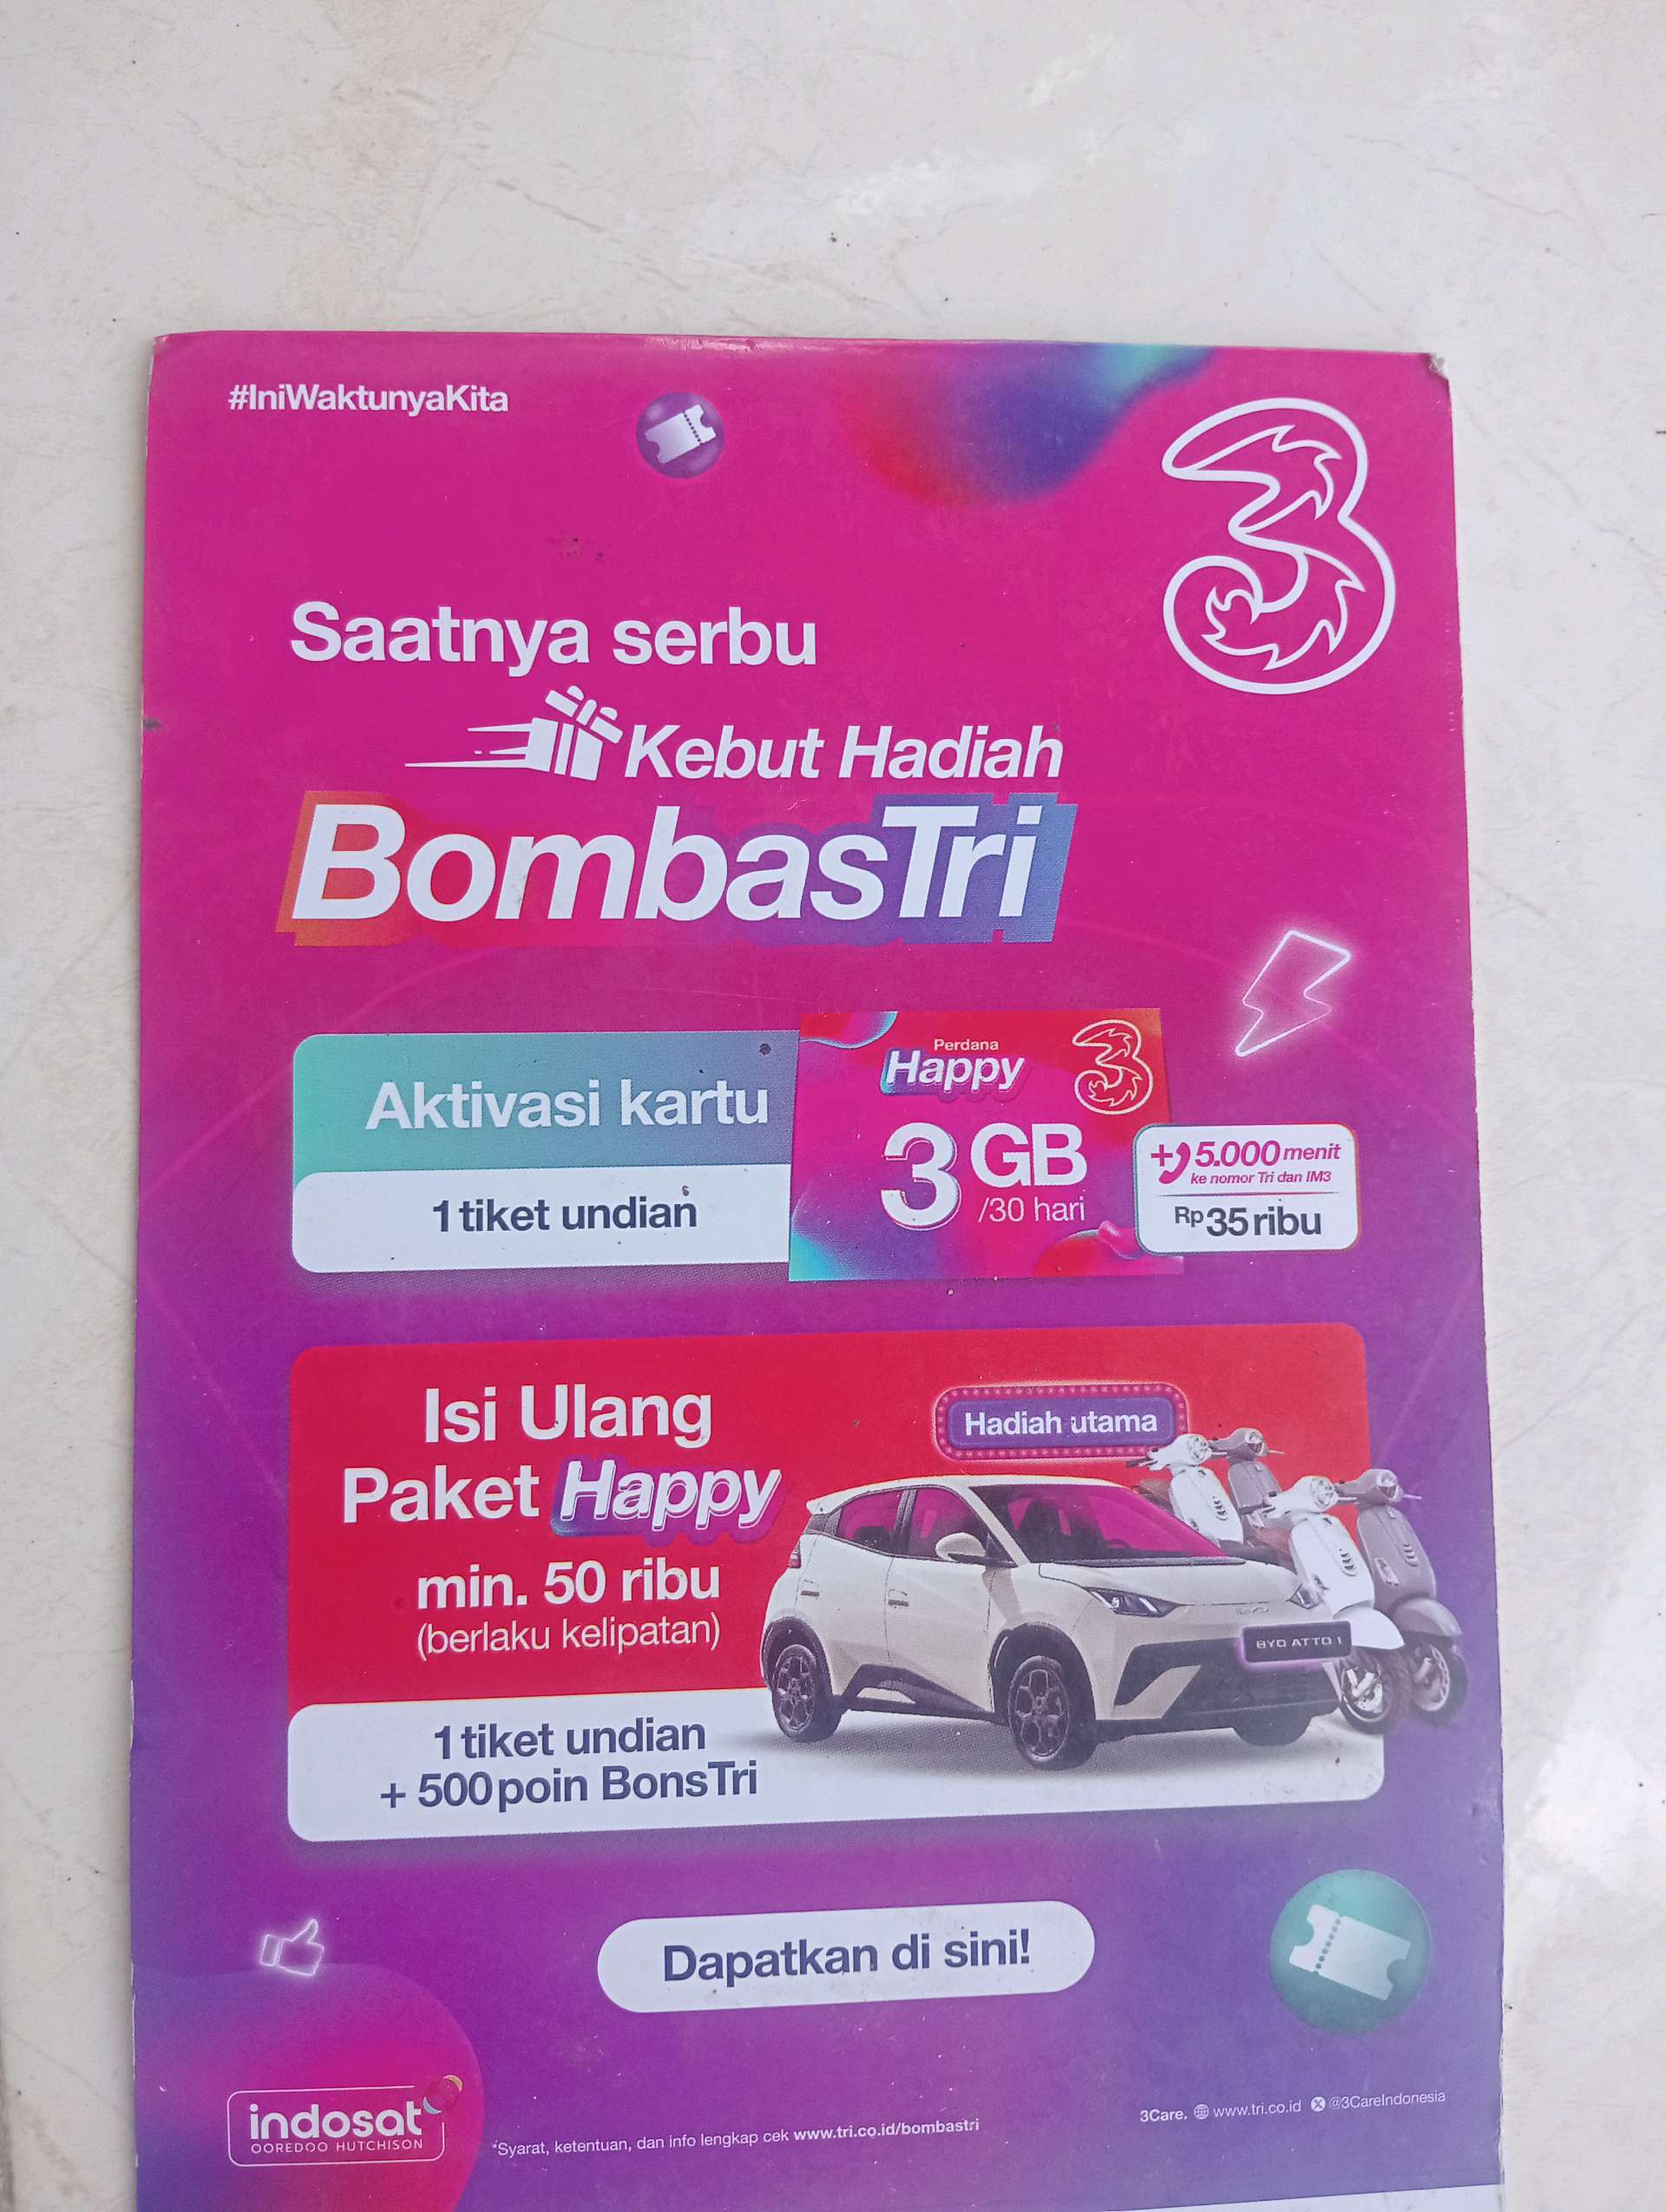 #IniWaktunyaKita
3
Saatnya serbu
Kebut Hadiah
BombasTri
Aktivasi kartu
1 tiket undian
Perdana
Happy
3
3 GB
/30 hari
+ 5.000 menit
ke nomor Tri dan IM3
Rp35 ribu
Isi Ulang
Paket Happy
min. 50 ribu
(berlaku kelipatan)
1 tiket undian
+ 500 poin BonsTri
Hadiah utama
BYD ATTO 1
Dapatkan di sini!
indosat
OOREDOO HUTCHISON
*Syarat, ketentuan, dan info lengkap cek www.tri.co.id/bombastri
3Care. www.tri.co.id X @3CareIndonesia